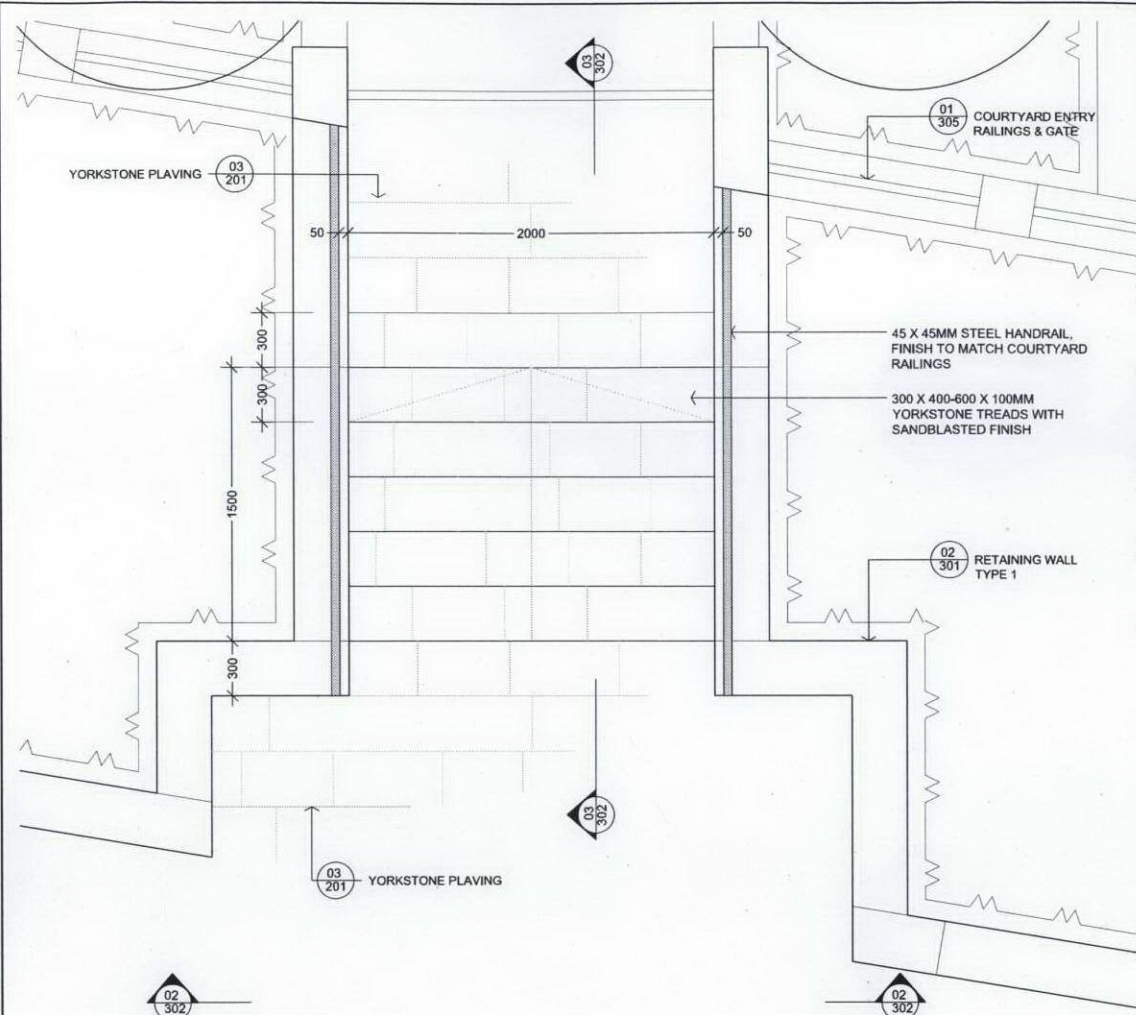 03
302
01
305
COURTYARD ENTRY
RAILINGS & GATE
YORKSTONE PLAVING
03
201
50
2000
50
300
300
1500
300
45 X 45MM STEEL HANDRAIL,
FINISH TO MATCH COURTYARD
RAILINGS
300 X 400-600 X 100MM
YORKSTONE TREADS WITH
SANDBLASTED FINISH
02
301
RETAINING WALL
TYPE 1
03
302
03
201
YORKSTONE PLAVING
02
302
02
302